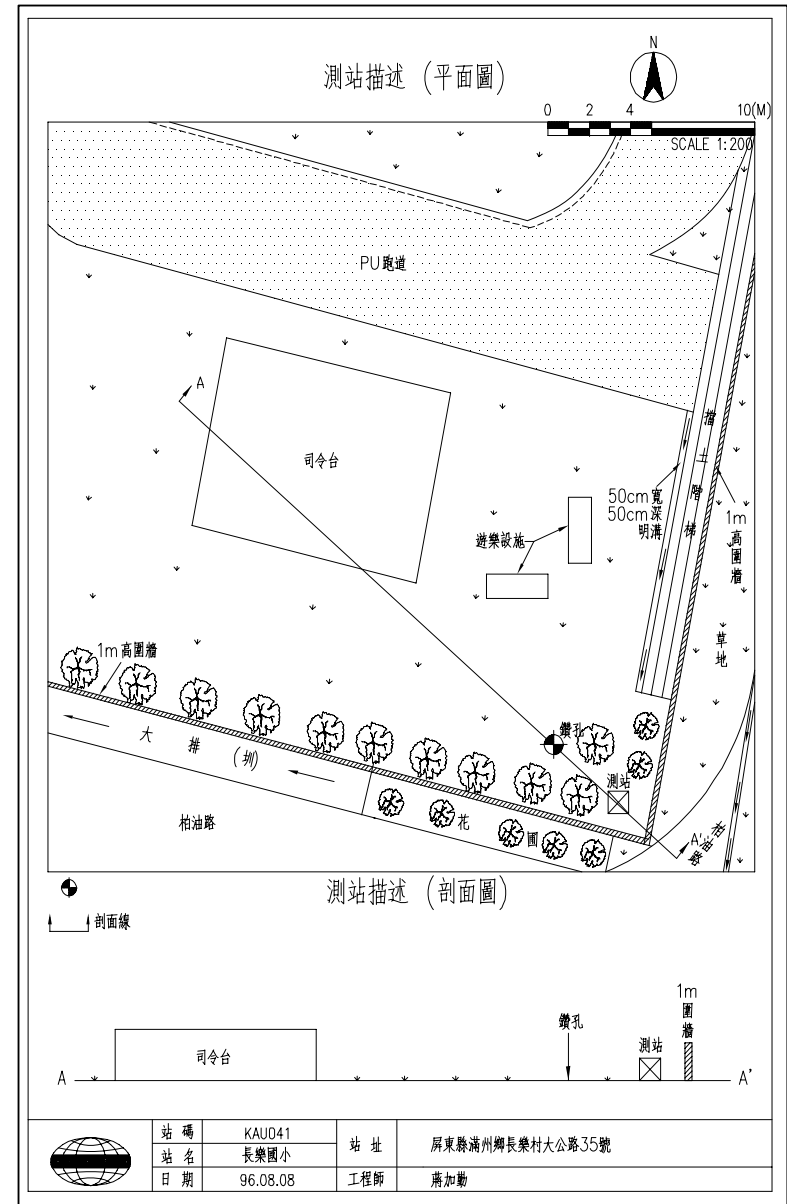 測站描述 (平面圖)
N
0 2 4 10(M)
SCALE 1:200
PU跑道
A
司令台
擋土階梯
50cm寬
50cm深
明溝
1m
高圍牆
遊樂設施
草地
1m高圍牆
鑽孔
大排(圳)
測站
花圃
柏油路
A'
柏油路
測站描述 (剖面圖)
剖面線
1m
圍牆
鑽孔
司令台
測站
A A'
站碼 KAU041 站址 屏東縣滿州鄉長樂村大公路35號
站名 長樂國小
日期 96.08.08 工程師 蔣加勤